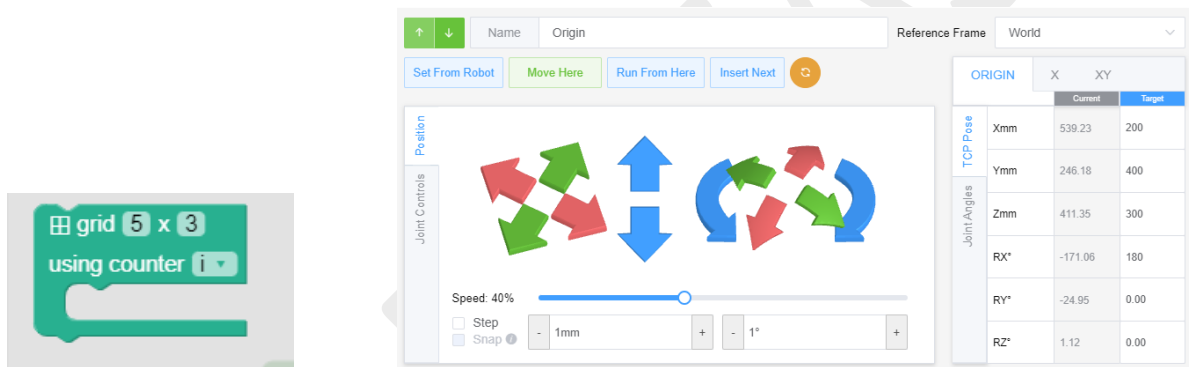 grid 5 x 3
using counter i
↑ ↓ Name Origin Reference Frame World
Set From Robot Move Here Run From Here Insert Next
ORIGIN X XY
Current Target
Position
Joint Controls
TCP Pose
Joint Angles
Xmm 539.23 200
Ymm 246.18 400
Zmm 411.35 300
RX° -171.06 180
RY° -24.95 0.00
RZ° 1.12 0.00
Speed: 40%
Step
Snap i
- 1mm + - 1° +